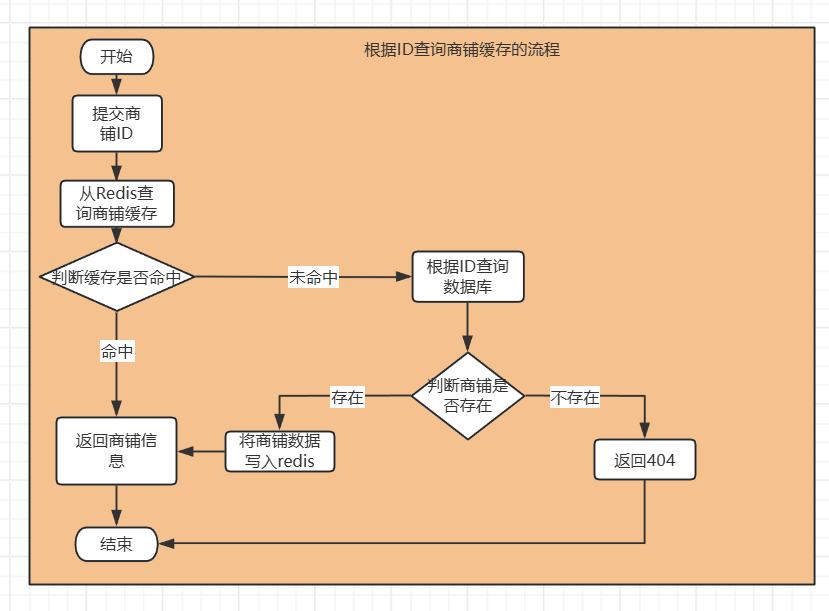 根据ID查询商铺缓存的流程
开始
提交商
铺ID
从Redis查
询商铺缓存
判断缓存是否命中
未命中
根据ID查询
数据库
命中
判断商铺是
否存在
存在
不存在
将商铺数据
写入redis
返回商铺信
息
返回404
结束